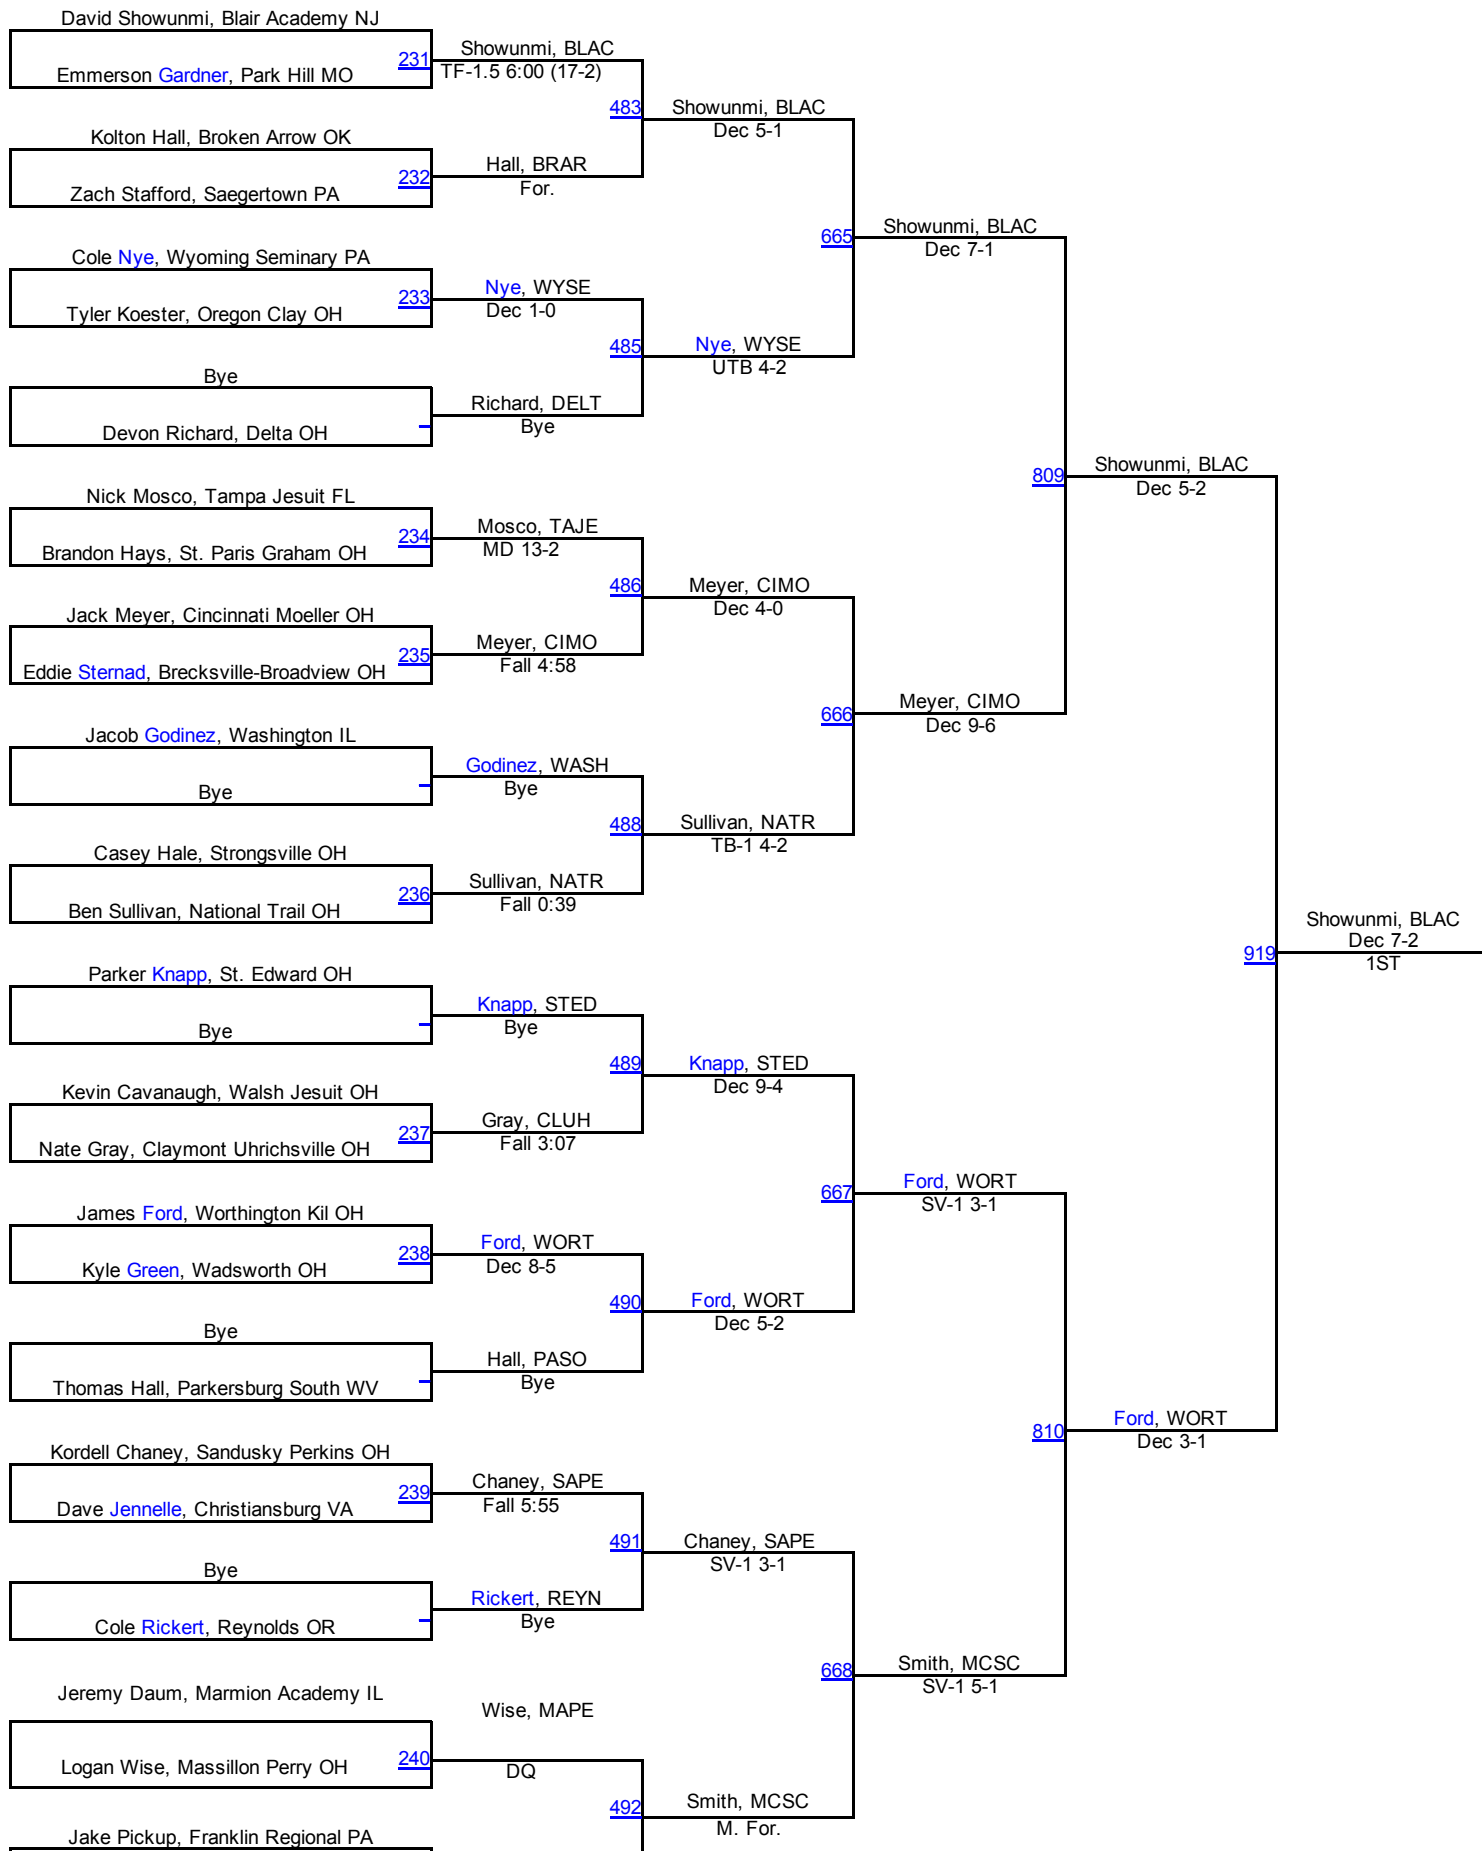 David Showunmi, Blair Academy NJ
231
Emmerson Gardner, Park Hill MO
Showunmi, BLAC
TF-1.5 6:00 (17-2)
483
Showunmi, BLAC
Dec 5-1
Kolton Hall, Broken Arrow OK
232
Zach Stafford, Saegertown PA
Hall, BRAR
For.
665
Showunmi, BLAC
Dec 7-1
Cole Nye, Wyoming Seminary PA
233
Tyler Koester, Oregon Clay OH
Nye, WYSE
Dec 1-0
485
Nye, WYSE
UTB 4-2
Bye
Devon Richard, Delta OH
Richard, DELT
Bye
809
Showunmi, BLAC
Dec 5-2
Nick Mosco, Tampa Jesuit FL
234
Brandon Hays, St. Paris Graham OH
Mosco, TAJE
MD 13-2
486
Meyer, CIMO
Dec 4-0
Jack Meyer, Cincinnati Moeller OH
235
Eddie Sternad, Brecksville-Broadview OH
Meyer, CIMO
Fall 4:58
666
Meyer, CIMO
Dec 9-6
Jacob Godinez, Washington IL
Bye
Godinez, WASH
Bye
488
Sullivan, NATR
TB-1 4-2
Casey Hale, Strongsville OH
236
Ben Sullivan, National Trail OH
Sullivan, NATR
Fall 0:39
919
Showunmi, BLAC
Dec 7-2
1ST
Parker Knapp, St. Edward OH
Bye
Knapp, STED
Bye
489
Knapp, STED
Dec 9-4
Kevin Cavanaugh, Walsh Jesuit OH
237
Nate Gray, Claymont Uhrichsville OH
Gray, CLUH
Fall 3:07
667
Ford, WORT
SV-1 3-1
James Ford, Worthington Kil OH
238
Kyle Green, Wadsworth OH
Ford, WORT
Dec 8-5
490
Ford, WORT
Dec 5-2
Bye
Thomas Hall, Parkersburg South WV
Hall, PASO
Bye
810
Ford, WORT
Dec 3-1
Kordell Chaney, Sandusky Perkins OH
239
Dave Jennelle, Christiansburg VA
Chaney, SAPE
Fall 5:55
491
Chaney, SAPE
SV-1 3-1
Bye
Cole Rickert, Reynolds OR
Rickert, REYN
Bye
668
Smith, MCSC
SV-1 5-1
Jeremy Daum, Marmion Academy IL
240
Logan Wise, Massillon Perry OH
Wise, MAPE
DQ
492
Smith, MCSC
M. For.
Jake Pickup, Franklin Regional PA